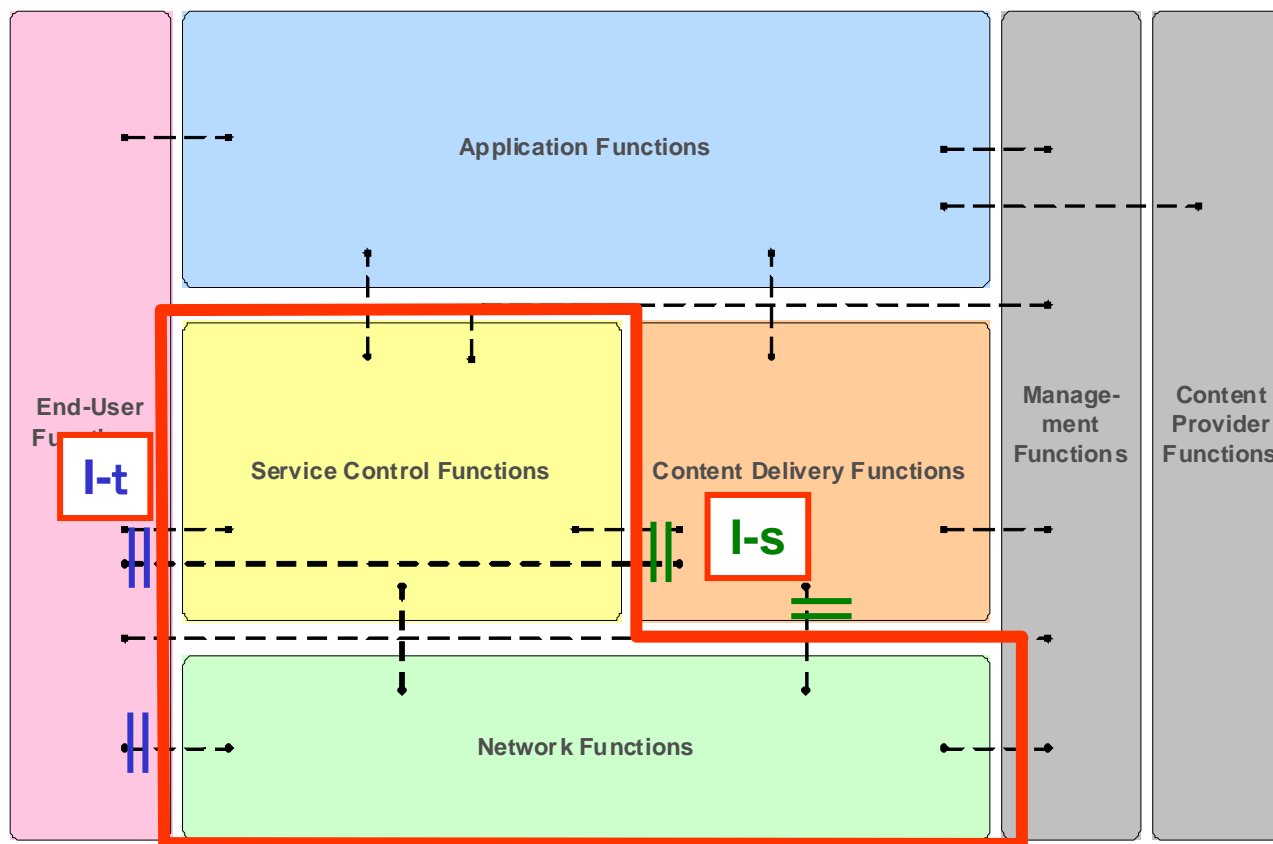 Application Functions
End-User
I-t
Service Control Functions
Content Delivery Functions
I-s
Manage-
ment
Functions
Content
Provider
Functions
Network Functions